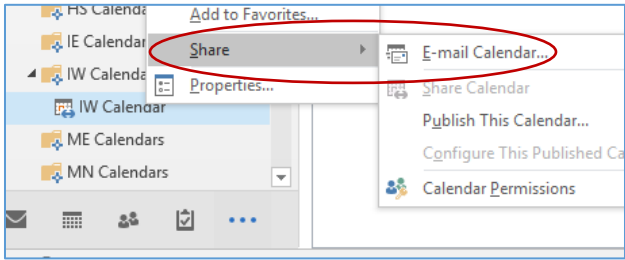 HS Calenda
Add to Favorites...
IE Calendar
Share
E-mail Calendar...
IW Calenda
Properties...
Share Calendar
IW Calendar
Publish This Calendar...
ME Calendars
Configure This Published Ca
MN Calendars
Calendar Permissions